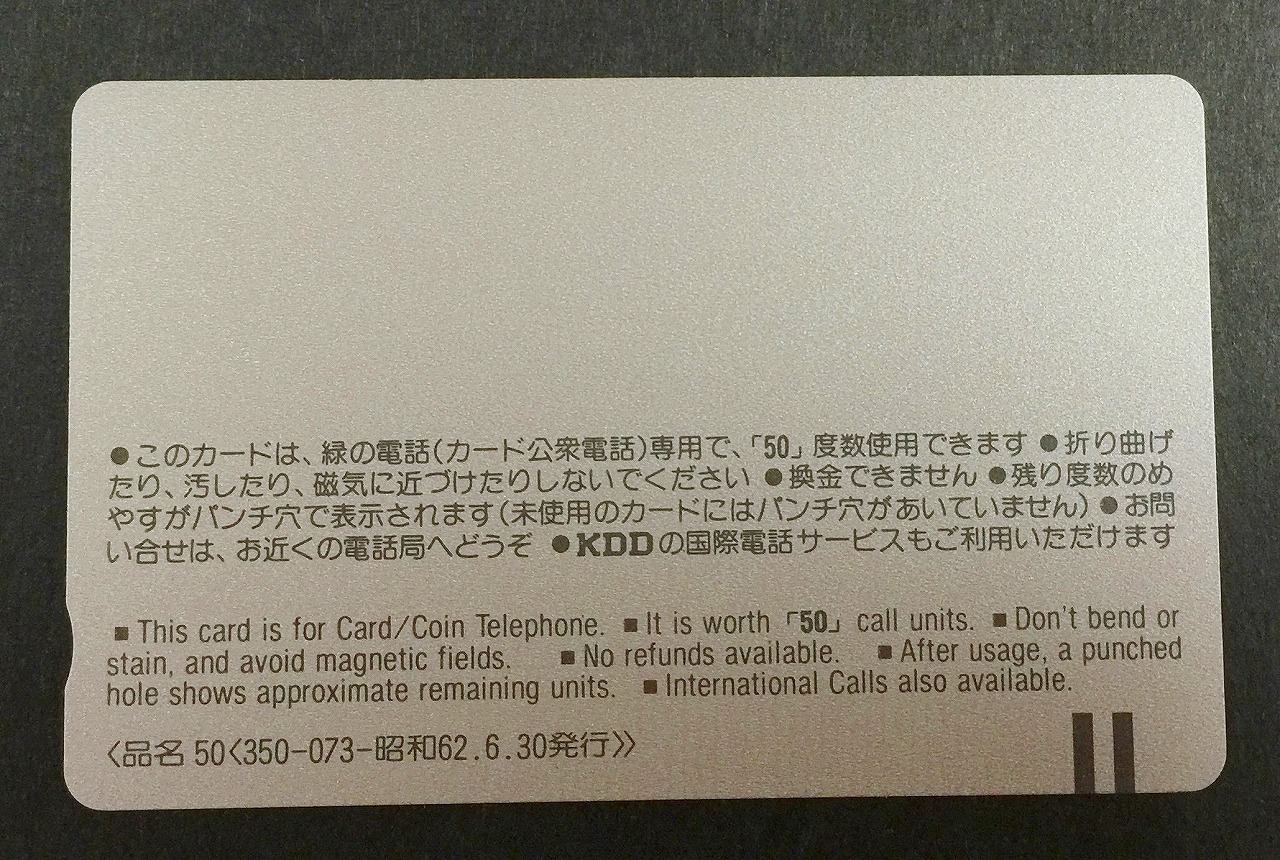 ●このカードは、緑の電話(カード公衆電話)専用で、「50」度数使用できます ●折り曲げ
たり、汚したり、磁気に近づけたりしないでください ●換金できません ●残り度数のめ
やすがパンチ穴で表示されます(未使用のカードにはパンチ穴があいていません) ●お問
い合せは、お近くの電話局へどうぞ ●KDDの国際電話サービスもご利用いただけます
■This card is for Card/Coin Telephone. ■It is worth 「50」 call units. ■Don't bend or
stain, and avoid magnetic fields. ■No refunds available. ■After usage, a punched
hole shows approximate remaining units. ■International Calls also available.
〈品名 50〈350-073-昭和62.6.30発行〉〉